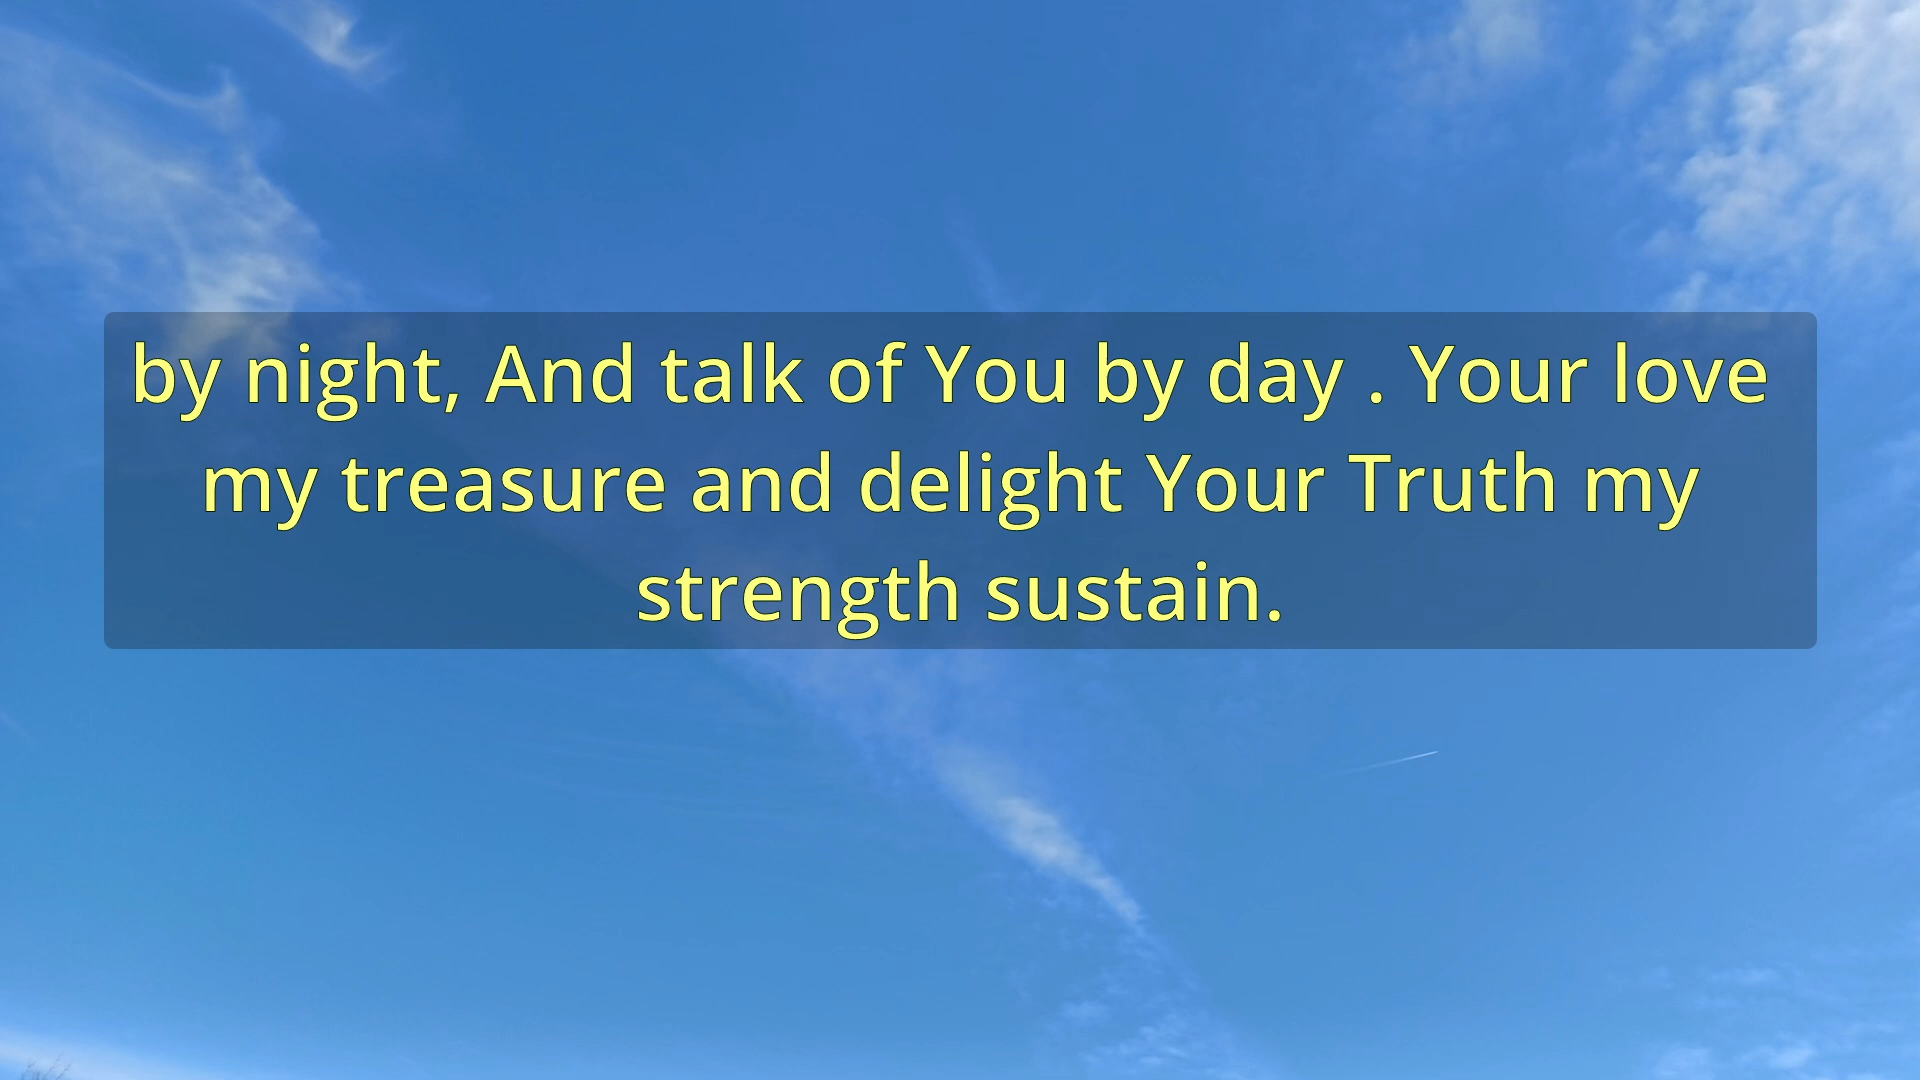 by night, And talk of You by day . Your love
my treasure and delight Your Truth my
strength sustain.